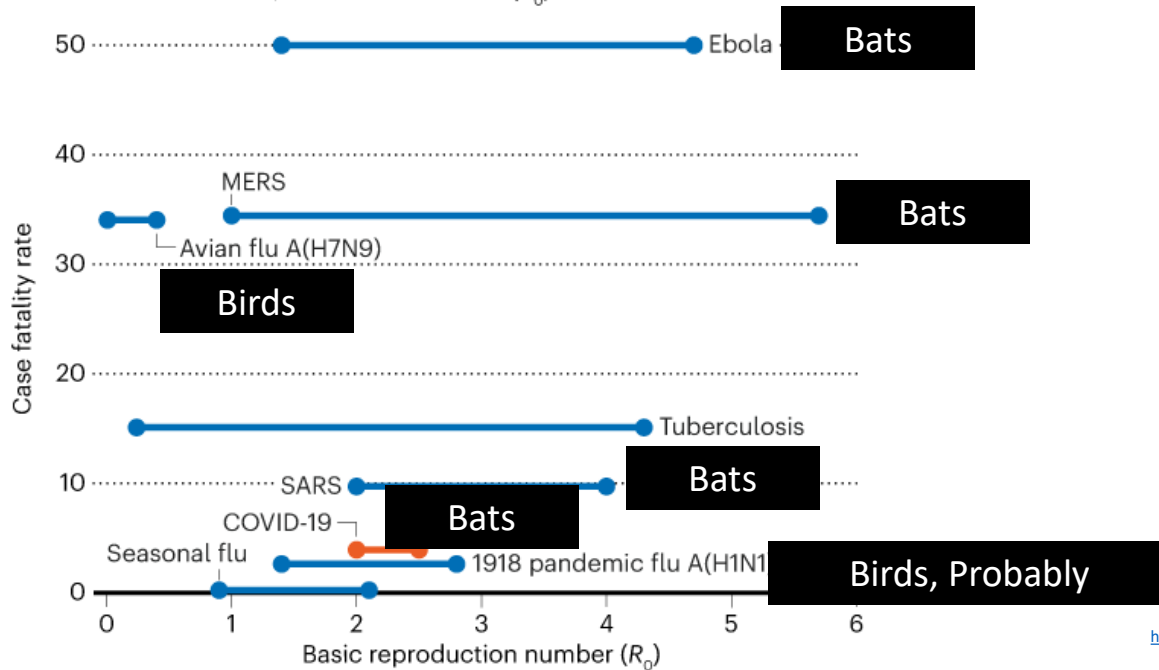 50
Ebola
Bats
40
MERS
Bats
Avian flu A(H7N9)
30
Birds
Case fatality rate
20
Tuberculosis
Bats
10
SARS
Bats
COVID-19
Seasonal flu
1918 pandemic flu A(H1N1
Birds, Probably
0
0 1 2 3 4 5 6
Basic reproduction number (R₀)
h